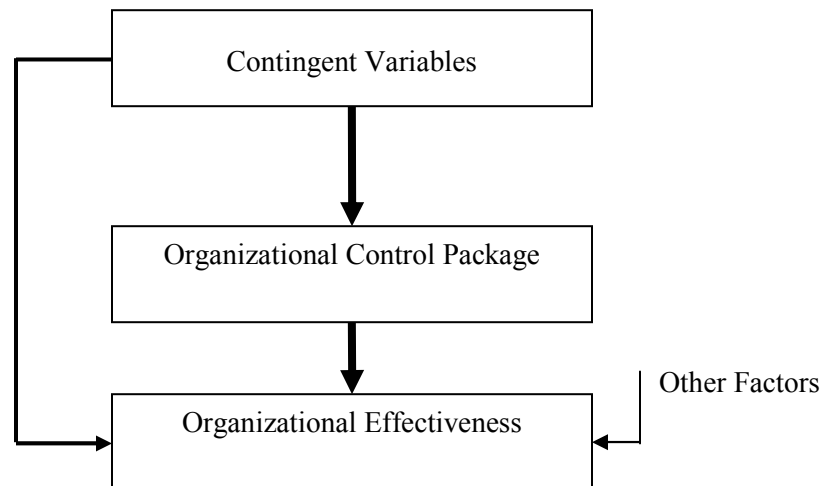 Contingent Variables
Organizational Control Package
Other Factors
Organizational Effectiveness